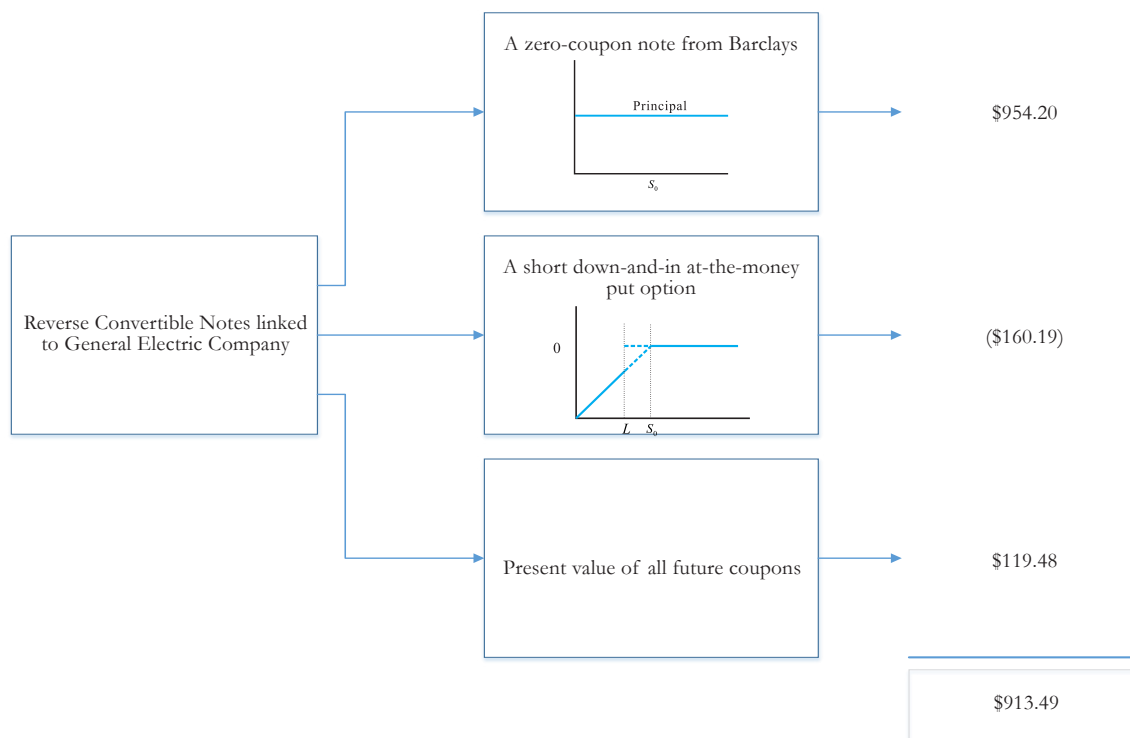 A zero-coupon note from Barclays
Principal
S₀
$954.20
Reverse Convertible Notes linked
to General Electric Company
A short down-and-in at-the-money
put option
0
L S₀
($160.19)
Present value of all future coupons
$119.48
$913.49